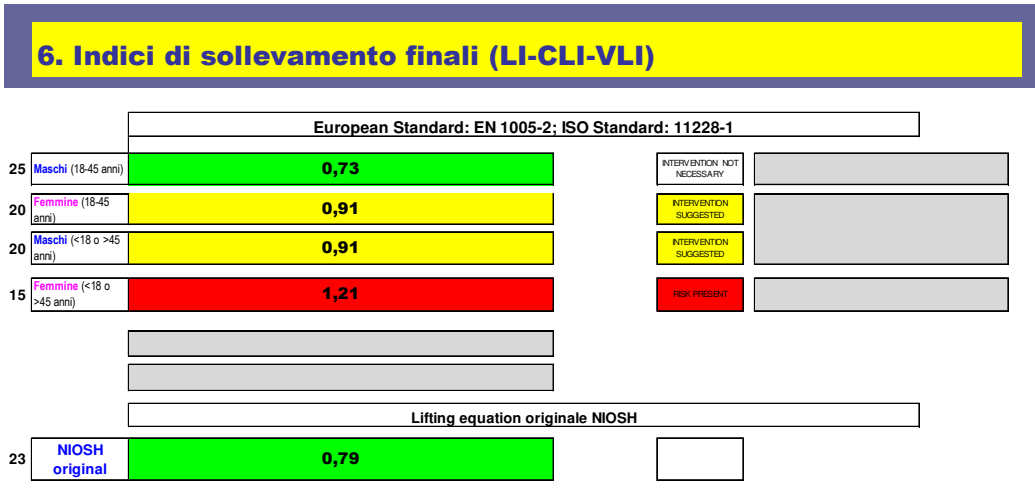 6. Indici di sollevamento finali (LI-CLI-VLI)
European Standard: EN 1005-2; ISO Standard: 11228-1
25 Maschi (18-45 anni) 0,73 INTERVENTION NOT
NECESSARY
20 Femmine (18-45
anni) 0,91 INTERVENTION
SUGGESTED
20 Maschi (<18 o >45
anni) 0,91 INTERVENTION
SUGGESTED
15 Femmine (<18 o
>45 anni) 1,21 RISK PRESENT
Lifting equation originale NIOSH
23 NIOSH
original 0,79